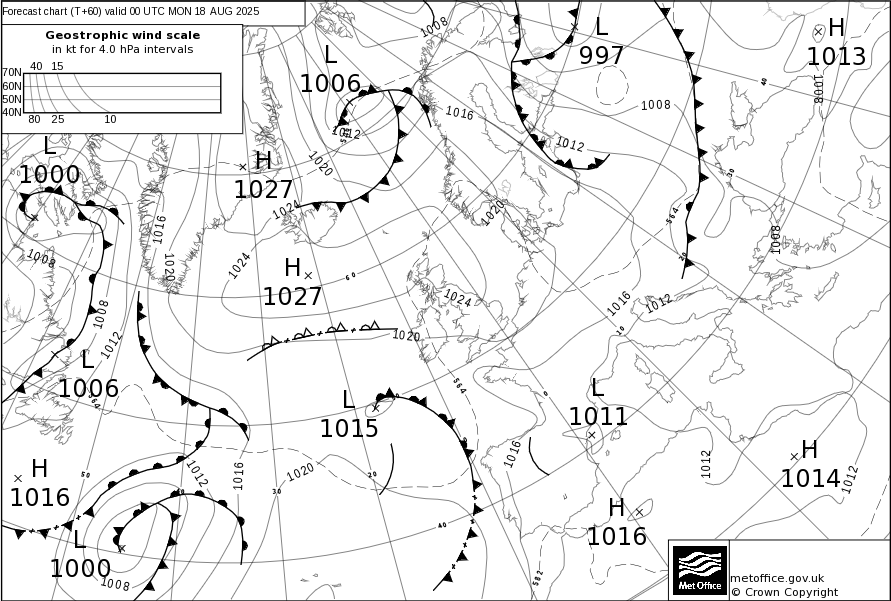 Forecast chart (T+60) valid 00 UTC MON 18 AUG 2025
Geostrophic wind scale
in kt for 4.0 hPa intervals
40 15
70N
60N
50N
40N
80 25 10
L
1006
1008
L
997
H
1013
1008
40
1016
1008
1012
1012
L
1000
H
1027
1020
1024
1020
564
30
1016
1020
1024
H
1027
60
1008
1008
20
1008
1024
1016
1012
10
1012
1020
L
1006
564
564
0
L
1015
L
1011
H
1016
50
1012
1016
1020
30
20
1016
1012
H
1014
1012
40
H
1016
L
1000
1008
582
Met Office
metoffice.gov.uk
© Crown Copyright